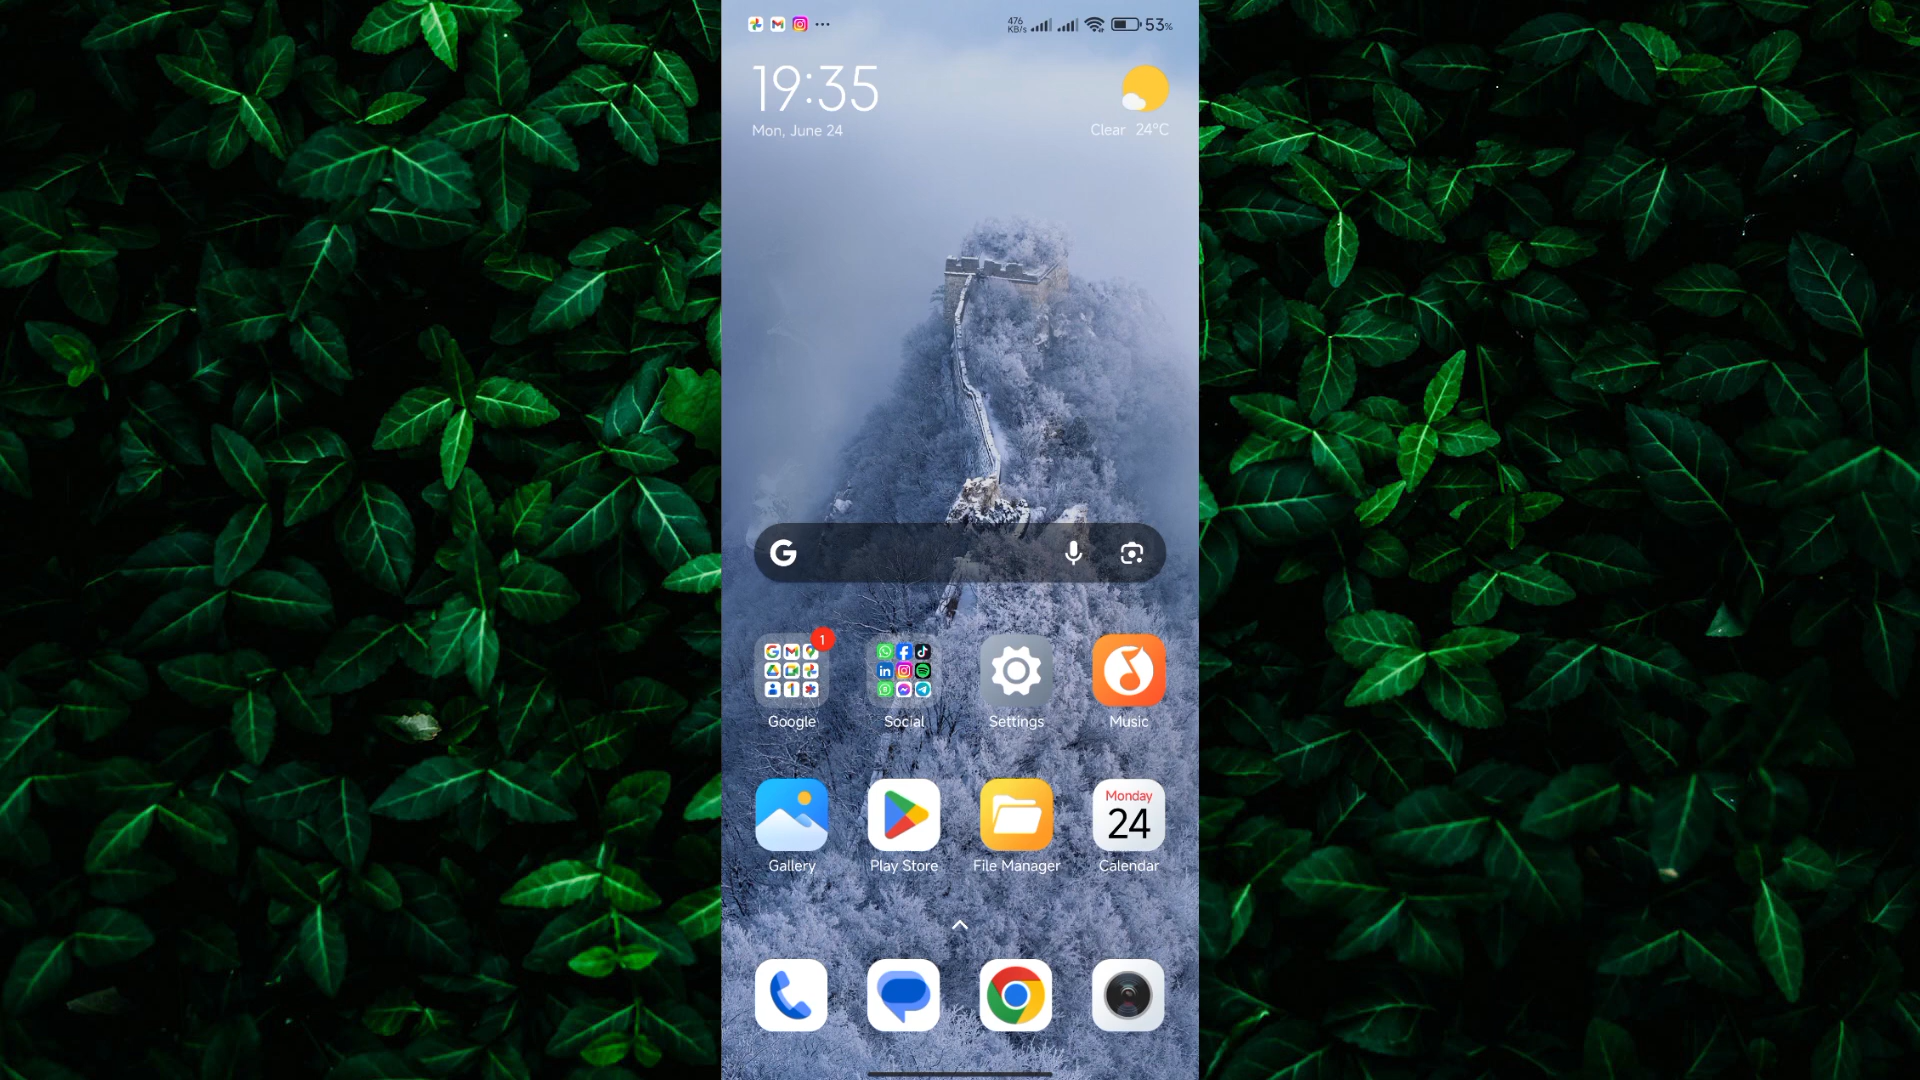 476
KB/s
53%
19:35
Mon, June 24
Clear 24°C
1
Google
Social
Settings
Music
Monday
24
Gallery
Play Store
File Manager
Calendar